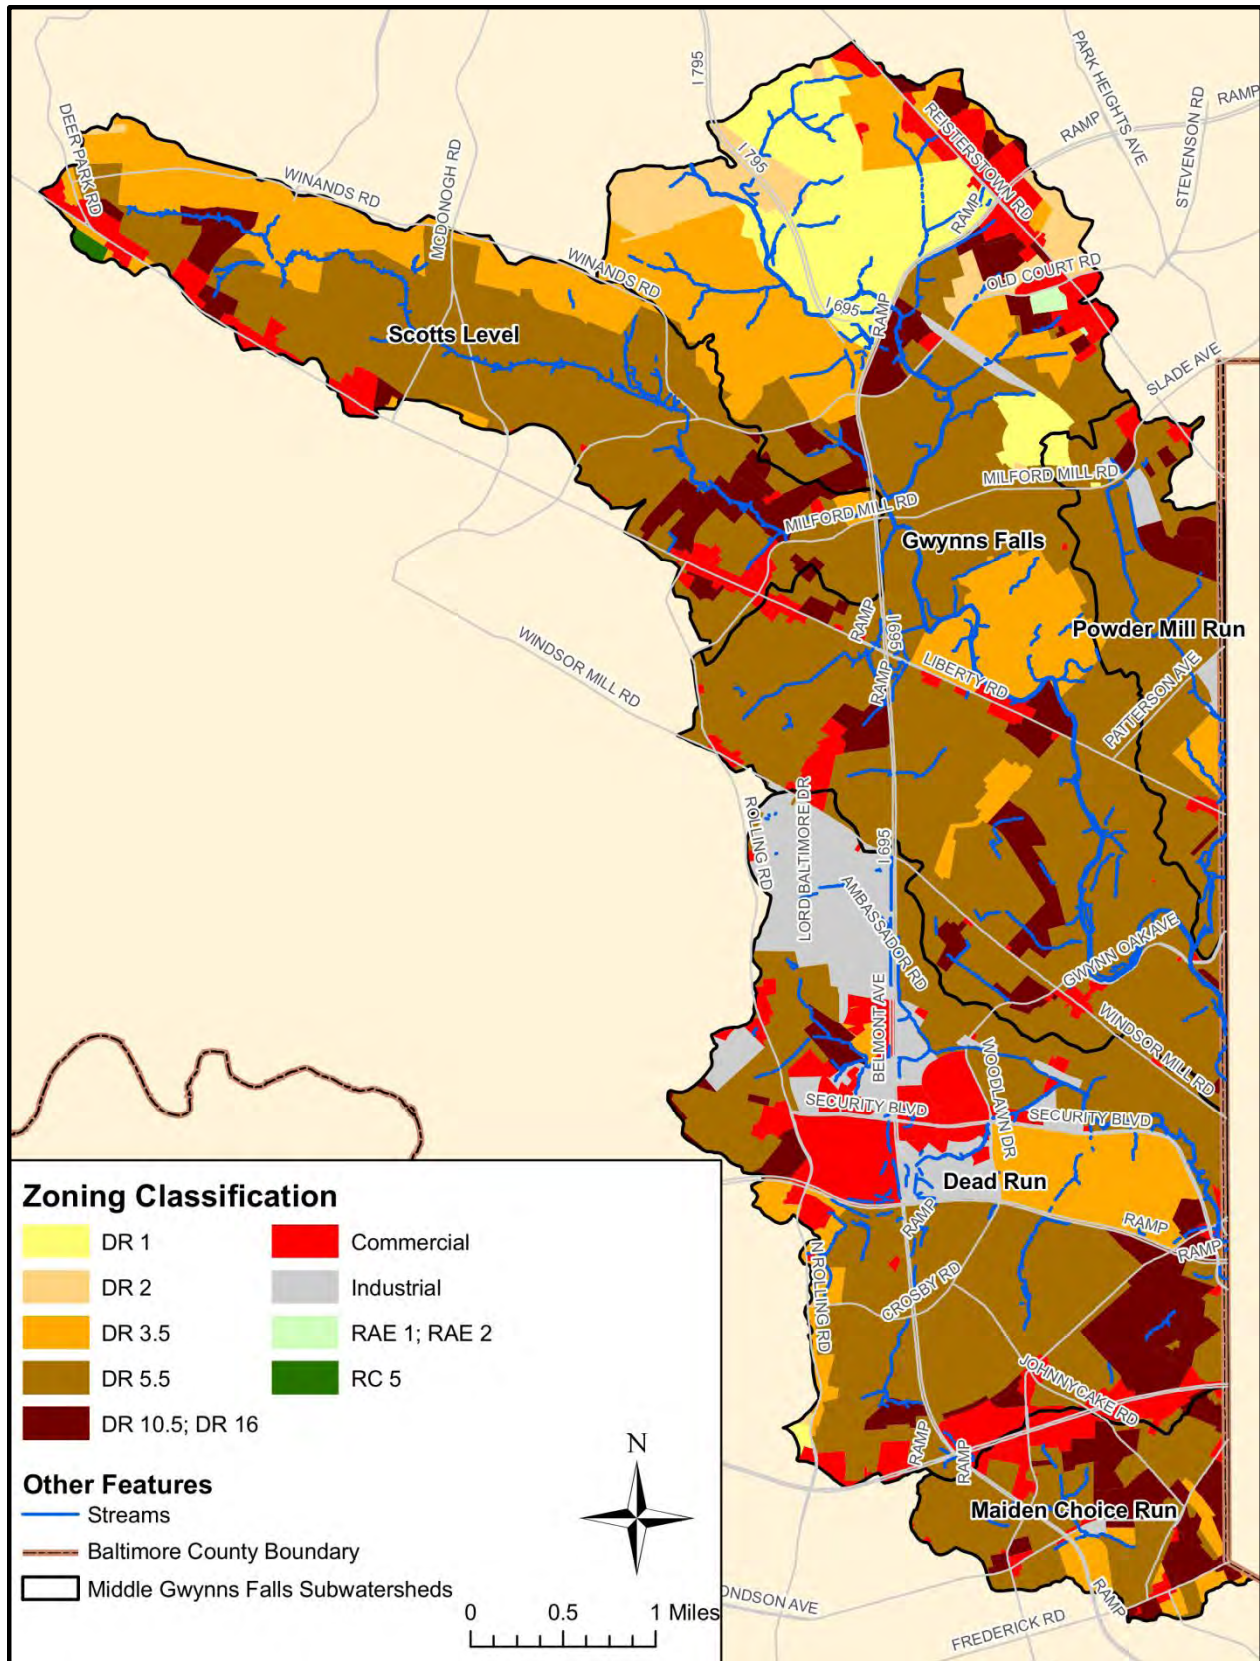 I 795
PARK HEIGHTS AVE
STEVENSON RD
RAMP
RAMP
REISTERSTOWN RD
DEER PARK RD
WINANDS RD
MCDONOGH RD
I 795
RAMP
WINANDS RD
OLD COURT RD
I 695
RAMP
Scotts Level
SLADE AVE
MILFORD MILL RD
MILFORD MILL RD
Gwynns Falls
RAMP
I 695
Powder Mill Run
WINDSOR MILL RD
LIBERTY RD
RAMP
PATTERSON AVE
ROLLING RD
LORD BALTIMORE DR
I 695
AMBASSADOR RD
GWYNN OAK AVE
BELMONT AVE
WOODLAWN DR
WINDSOR MILL RD
SECURITY BLVD
SECURITY BLVD
Dead Run
RAMP
RAMP
RAMP
N ROLLING RD
CROSBY RD
JOHNNYCAKE RD
RAMP
RAMP
Maiden Choice Run
RAMP
ONDSON AVE
FREDERICK RD
Zoning Classification
DR 1
DR 2
DR 3.5
DR 5.5
DR 10.5; DR 16
Commercial
Industrial
RAE 1; RAE 2
RC 5
Other Features
Streams
Baltimore County Boundary
Middle Gwynns Falls Subwatersheds
N
0 0.5 1 Miles